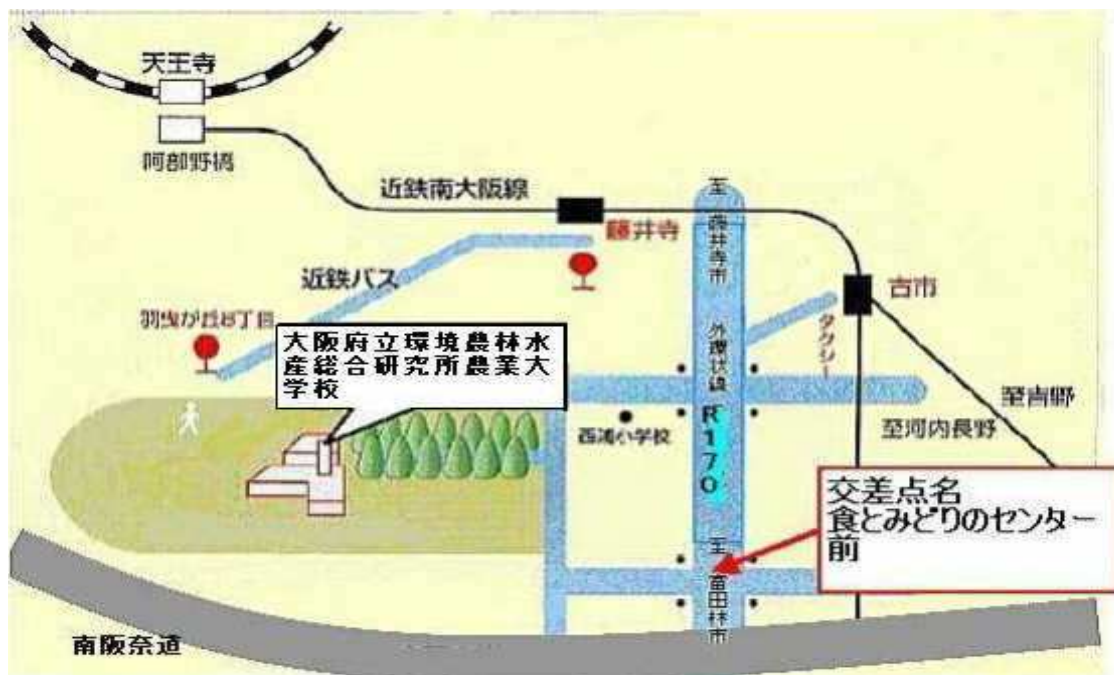 天王寺
阿部野橋
近鉄南大阪線
藤井寺
至
藤井寺市
近鉄バス
古市
タクシー
外環状線
羽曳が丘8丁目
大阪府立環境農林水
産総合研究所農業大
学校
R170
西浦小学校
至吉野
至河内長野
交差点名
食とみどりのセンター
前
至
富田林市
南阪奈道